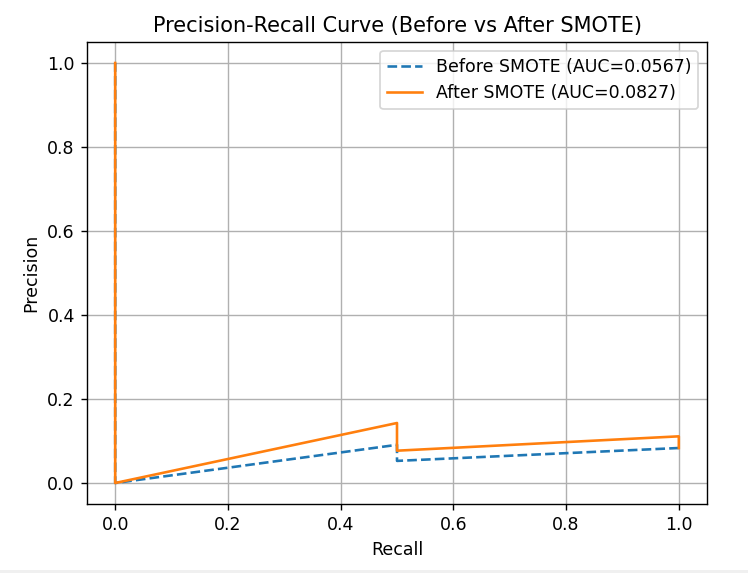 Precision-Recall Curve (Before vs After SMOTE)
Before SMOTE (AUC=0.0567)
After SMOTE (AUC=0.0827)
Precision
1.0
0.8
0.6
0.4
0.2
0.0
0.0 0.2 0.4 0.6 0.8 1.0
Recall